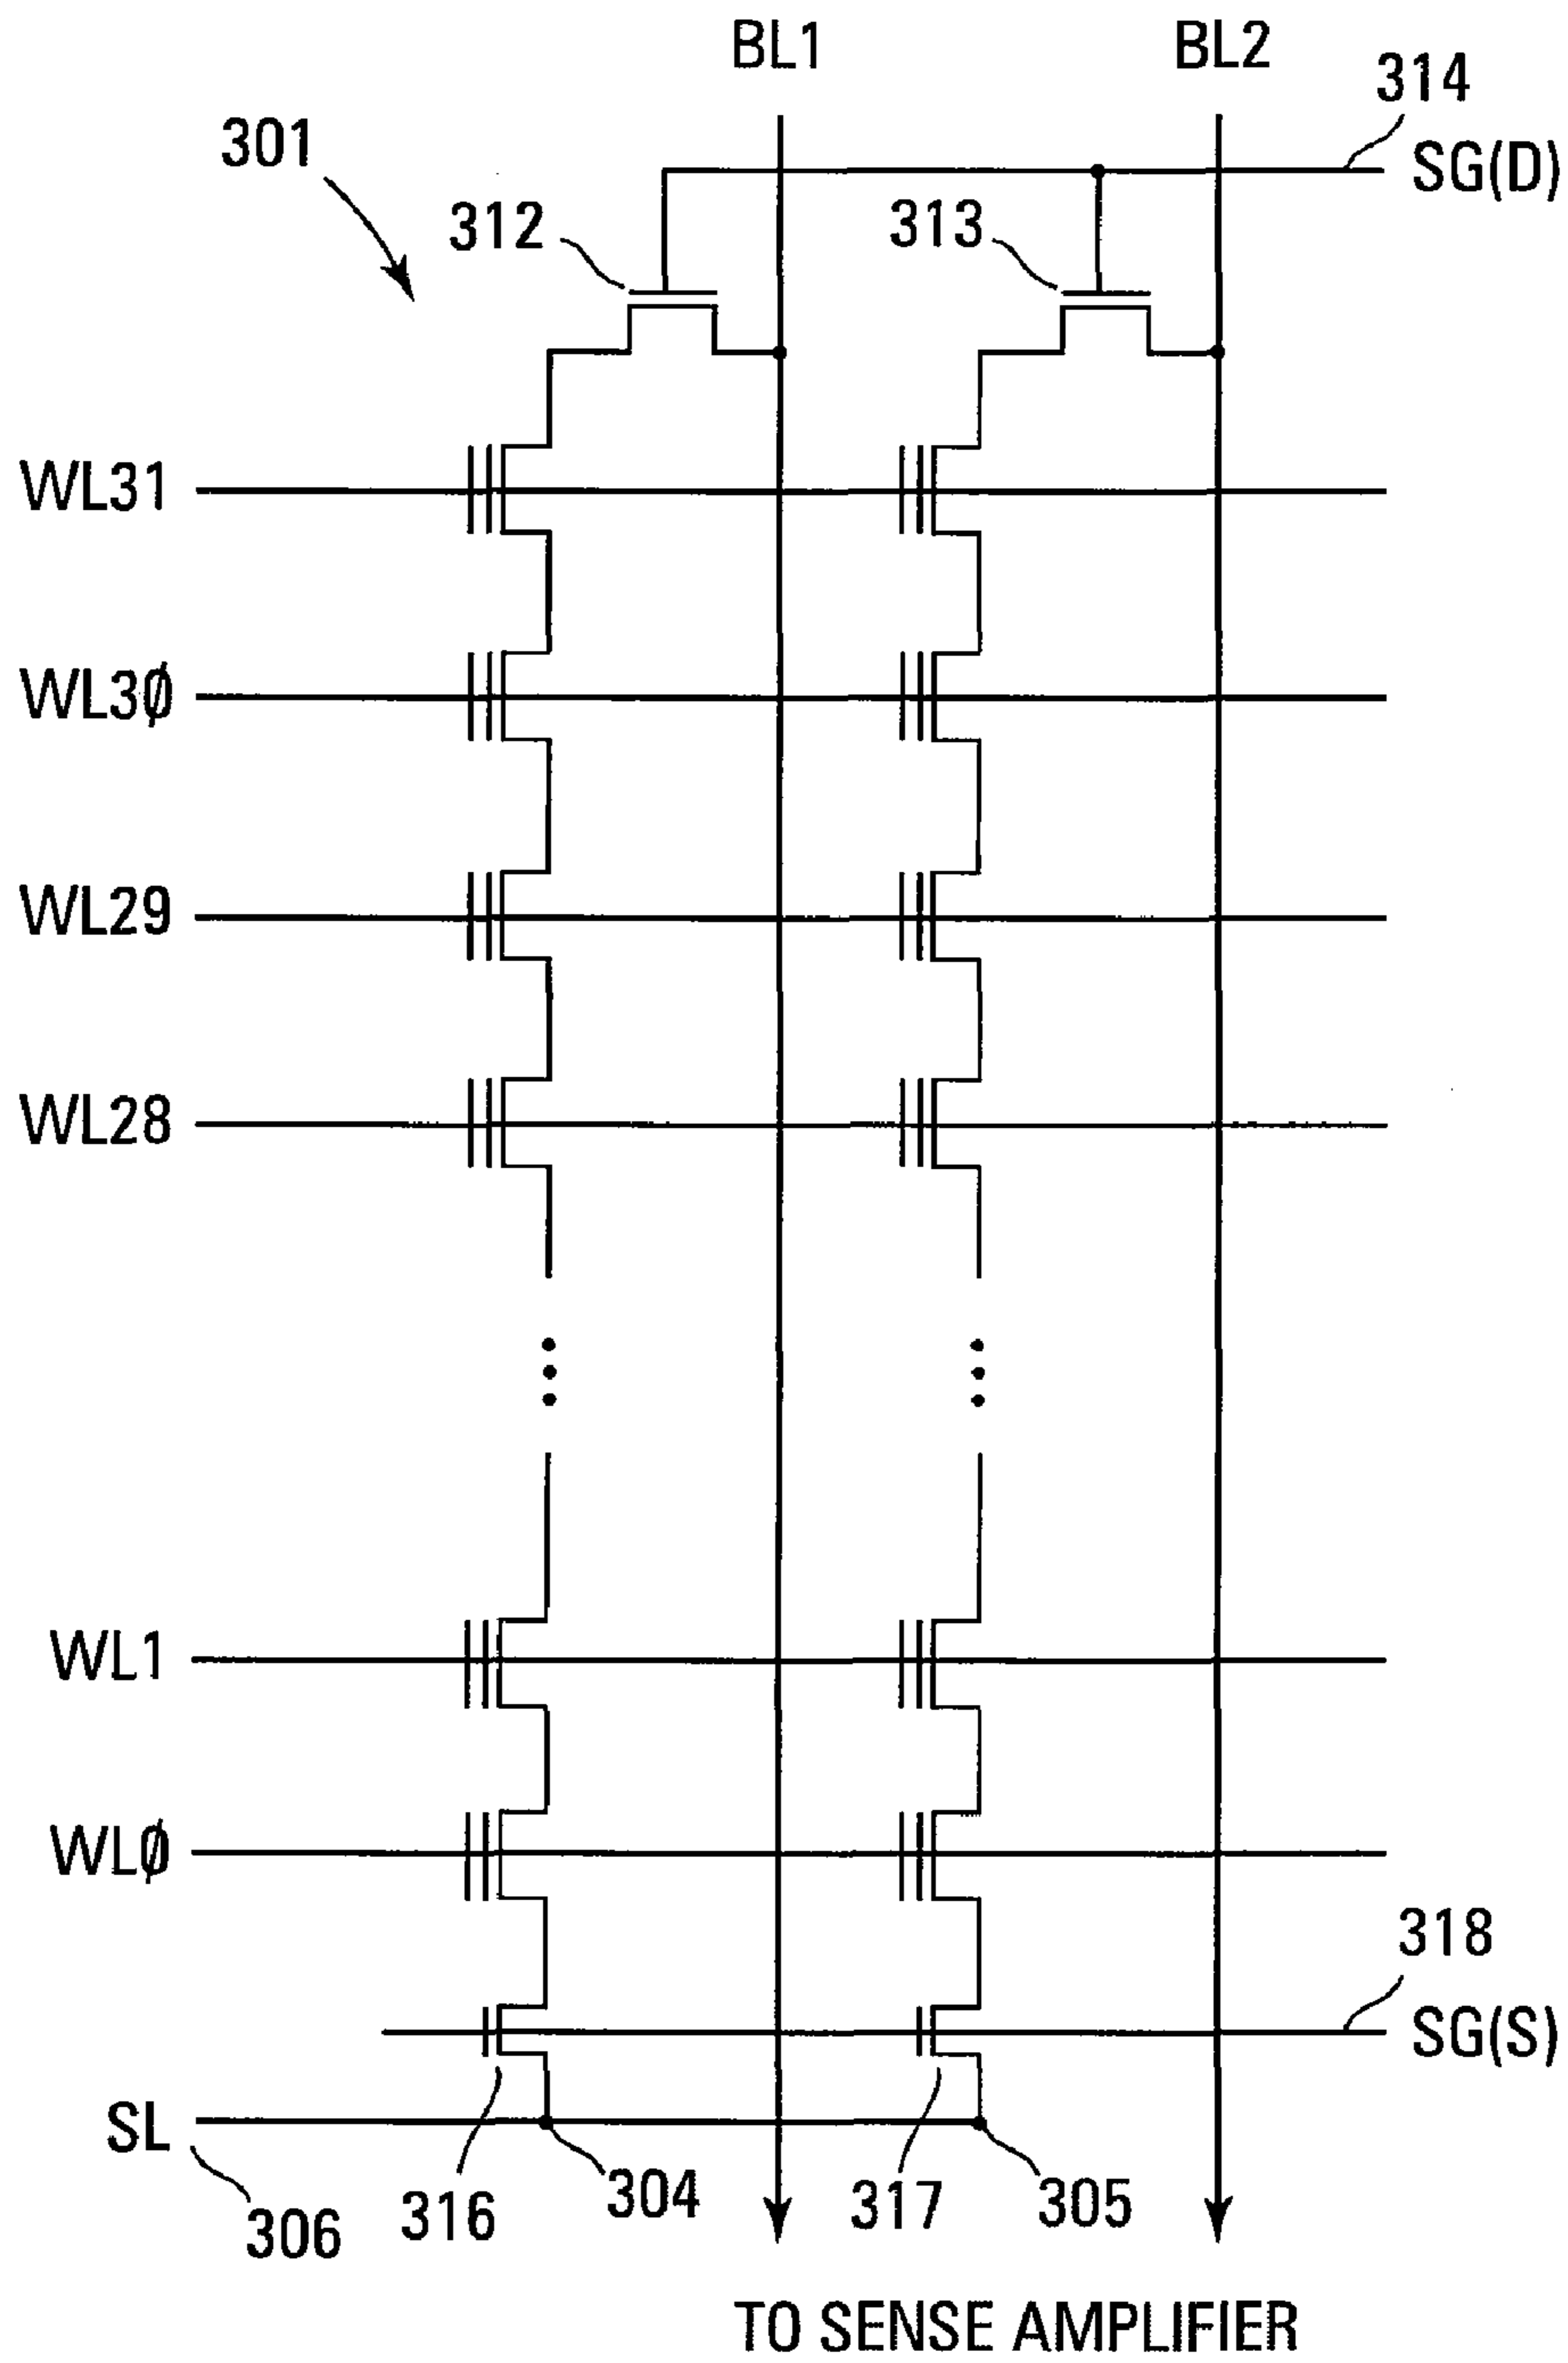 BL1
BL2
314
SG(D)
301
312
313
WL31
WL3Ø
WL29
WL28
WL1
WLØ
318
SG(S)
SL
304
305
316
317
306
TO SENSE AMPLIFIER